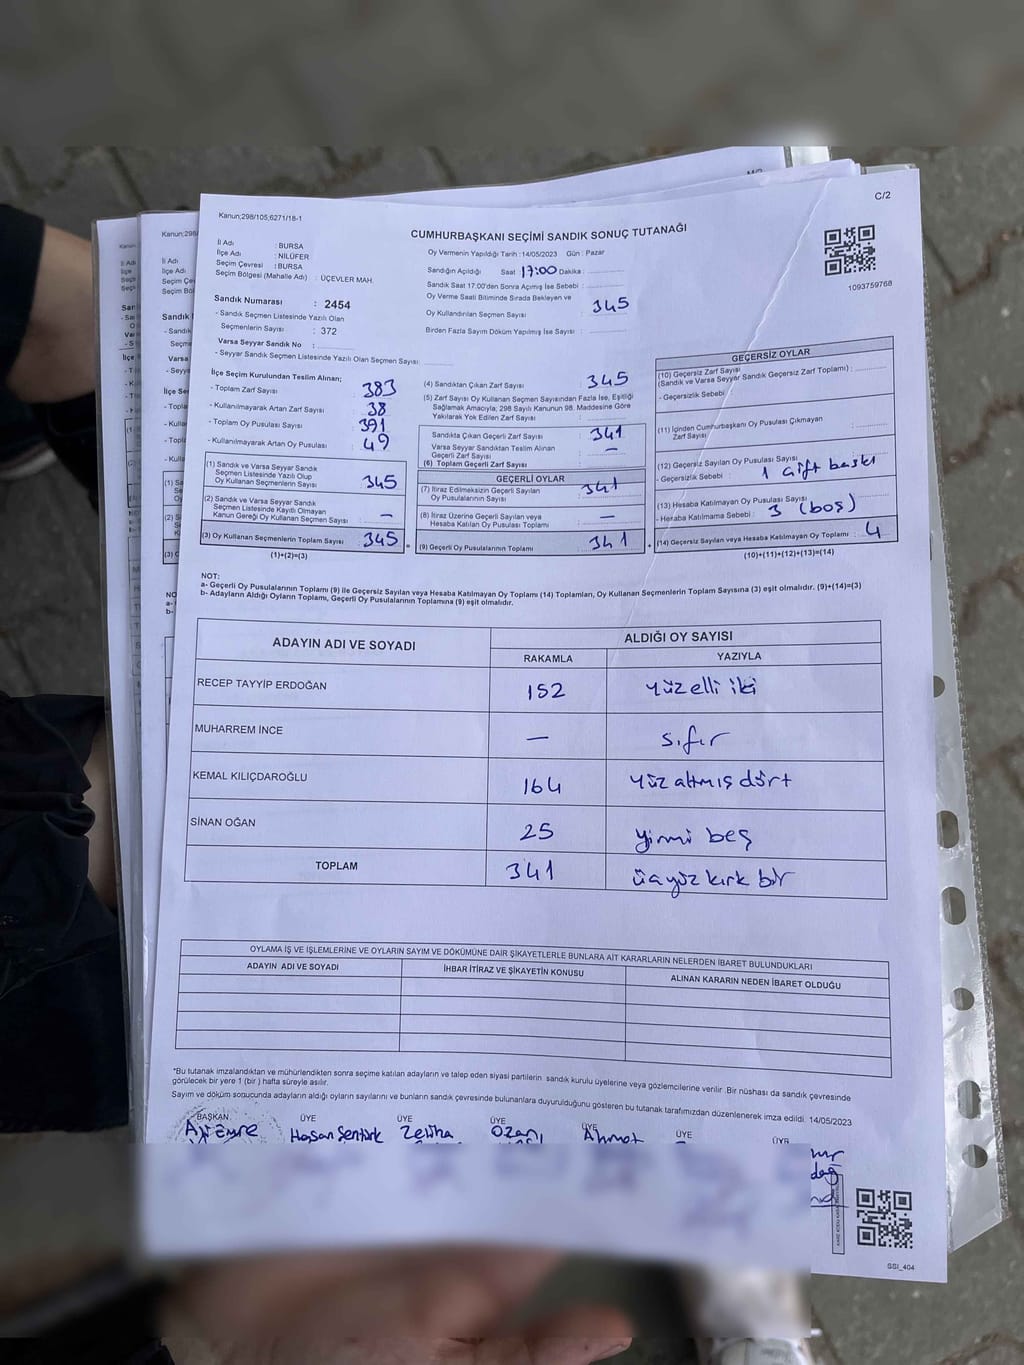 C/2
Kanun;298/105,6271/18-1
CUMHURBAŞKANI SEÇİMİ SANDIK SONUÇ TUTANAĞI
1093759768
İl Adı : BURSA
İlçe Adı : NİLÜFER
Seçim Çevresi : BURSA
Seçim Bölgesi (Mahalle Adı) : ÜÇEVLER MAH.
Oy Vermenin Yapıldığı Tarih :14/05/2023 Gün : Pazar
Sandığın Açıldığı Saat 17:00 Dakika :
Sandık Saat 17.00'den Sonra Açımış İse Sebebi :
Oy Verme Saati Bitiminde Sırada Bekleyen ve
Oy Kullandırılan Seçmen Sayısı : 345
Birden Fazla Sayım Döküm Yapılmış İse Sayısı :
Sandık Numarası : 2454
- Sandık Seçmen Listesinde Yazılı Olan
Seçmenlerin Sayısı : 372
Varsa Seyyar Sandık No :
- Seyyar Sandık Seçmen Listesinde Yazılı Olan Seçmen Sayısı:
İlçe Seçim Kurulundan Teslim Alınan;
- Toplam Zarf Sayısı : 383
- Kullanılmayarak Artan Zarf Sayısı : 38
- Toplam Oy Pusulası Sayısı : 391
- Kullanılmayarak Artan Oy Pusulası : 49
(1) Sandık ve Varsa Seyyar Sandık
Seçmen Listesinde Yazılı Olup
Oy Kullanan Seçmenlerin Sayısı : 345
(2) Sandık ve Varsa Seyyar Sandık
Seçmen Listesinde Kayıtlı Olmayan
Kanun Gereği Oy Kullanan Seçmen Sayısı : –
(3) Oy Kullanan Seçmenlerin Toplam Sayısı : 345
(1)+(2)=(3)
(4) Sandıktan Çıkan Zarf Sayısı : 345
(5) Zarf Sayısı Oy Kullanan Seçmen Sayısından Fazla İse, Eşitliği
Sağlamak Amacıyla; 298 Sayılı Kanunun 98. Maddesine Göre
Yakılarak Yok Edilen Zarf Sayısı :
Sandıkta Çıkan Geçerli Zarf Sayısı : 341
Varsa Seyyar Sandıktan Teslim Alınan
Geçerli Zarf Sayısı : –
(6) Toplam Geçerli Zarf Sayısı :
GEÇERLİ OYLAR
(7) İtiraz Edilmeksizin Geçerli Sayılan
Oy Pusulalarının Sayısı : 341
(8) İtiraz Üzerine Geçerli Sayılan veya
Hesaba Katılan Oy Pusulası Toplamı : –
(9) Geçerli Oy Pusulalarının Toplamı : 341
GEÇERSİZ OYLAR
(10) Geçersiz Zarf Sayısı
(Sandık ve Varsa Seyyar Sandık Geçersiz Zarf Toplamı) :
- Geçersizlik Sebebi :
(11) İçinden Cumhurbaşkanı Oy Pusulası Çıkmayan
Zarf Sayısı :
(12) Geçersiz Sayılan Oy Pusulası Sayısı :
- Geçersizlik Sebebi : 1 çift baskı
(13) Hesaba Katılmayan Oy Pusulası Sayısı :
- Hesaba Katılmama Sebebi : 3 (boş)
(14) Geçersiz Sayılan veya Hesaba Katılmayan Oy Toplamı : 4
(10)+(11)+(12)+(13)=(14)
NOT:
a- Geçerli Oy Pusulalarının Toplamı (9) ile Geçersiz Sayılan veya Hesaba Katılmayan Oy Toplamı (14) Toplamları, Oy Kullanan Seçmenlerin Toplam Sayısına (3) eşit olmalıdır. (9)+(14)=(3)
b- Adayların Aldığı Oyların Toplamı, Geçerli Oy Pusulalarının Toplamına (9) eşit olmalıdır.
ADAYIN ADI VE SOYADI
ALDIĞI OY SAYISI
RAKAMLA YAZIYLA
RECEP TAYYİP ERDOĞAN 152 yüz elli iki
MUHARREM İNCE – sıfır
KEMAL KILIÇDAROĞLU 164 yüz altmış dört
SİNAN OĞAN 25 yirmi beş
TOPLAM 341 üçyüz kırk bir
OYLAMA İŞ VE İŞLEMLERİNE VE OYLARIN SAYIM VE DÖKÜMÜNE DAİR ŞİKAYETLERLE BUNLARA AİT KARARLARIN NELERDEN İBARET BULUNDUKLARI
ADAYIN ADI VE SOYADI İHBAR İTİRAZ VE ŞİKAYETİN KONUSU ALINAN KARARIN NEDEN İBARET OLDUĞU
*Bu tutanak imzalandıktan ve mühürlendikten sonra seçime katılan adayların ve talep eden siyasi partilerin sandık kurulu üyelerine veya gözlemcilerine verilir .Bir nüshası da sandık çevresinde
görülecek bir yere 1 (bir ) hafta süreyle asılır.
Sayım ve döküm sonucunda adayların aldığı oyların sayılarını ve bunların sandık çevresinde bulunanlara duyurulduğunu gösteren bu tutanak tarafımızdan düzenlenerek imza edildi. 14/05/2023
BAŞKAN ÜYE ÜYE ÜYE ÜYE ÜYE ÜYE
Ali Emre Hasan Şentürk Zeliha Ozan Ahmet
SSI_404